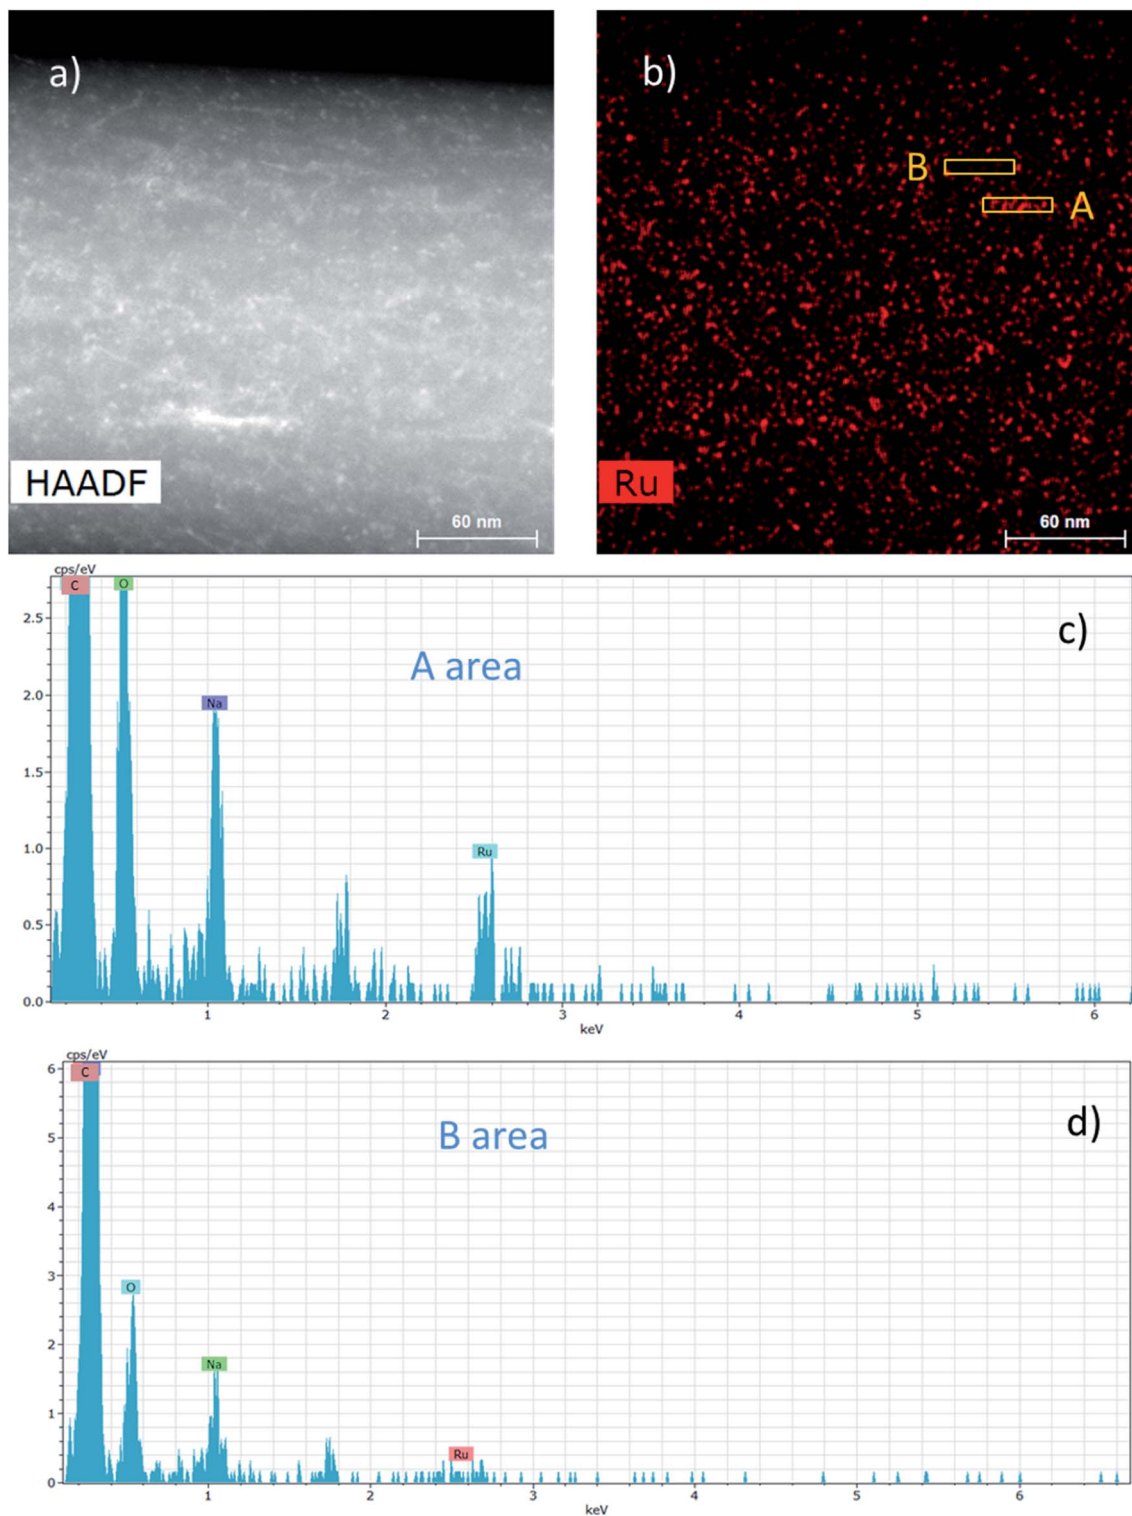 a)
HAADF
60 nm
b)
B
A
Ru
60 nm
cps/eV
C
O
Na
Ru
A area
c)
2.5
2.0
1.5
1.0
0.5
0.0
1 2 3 4 5 6
keV
cps/eV
C
O
Na
Ru
B area
d)
6
5
4
3
2
1
0
1 2 3 4 5 6
keV